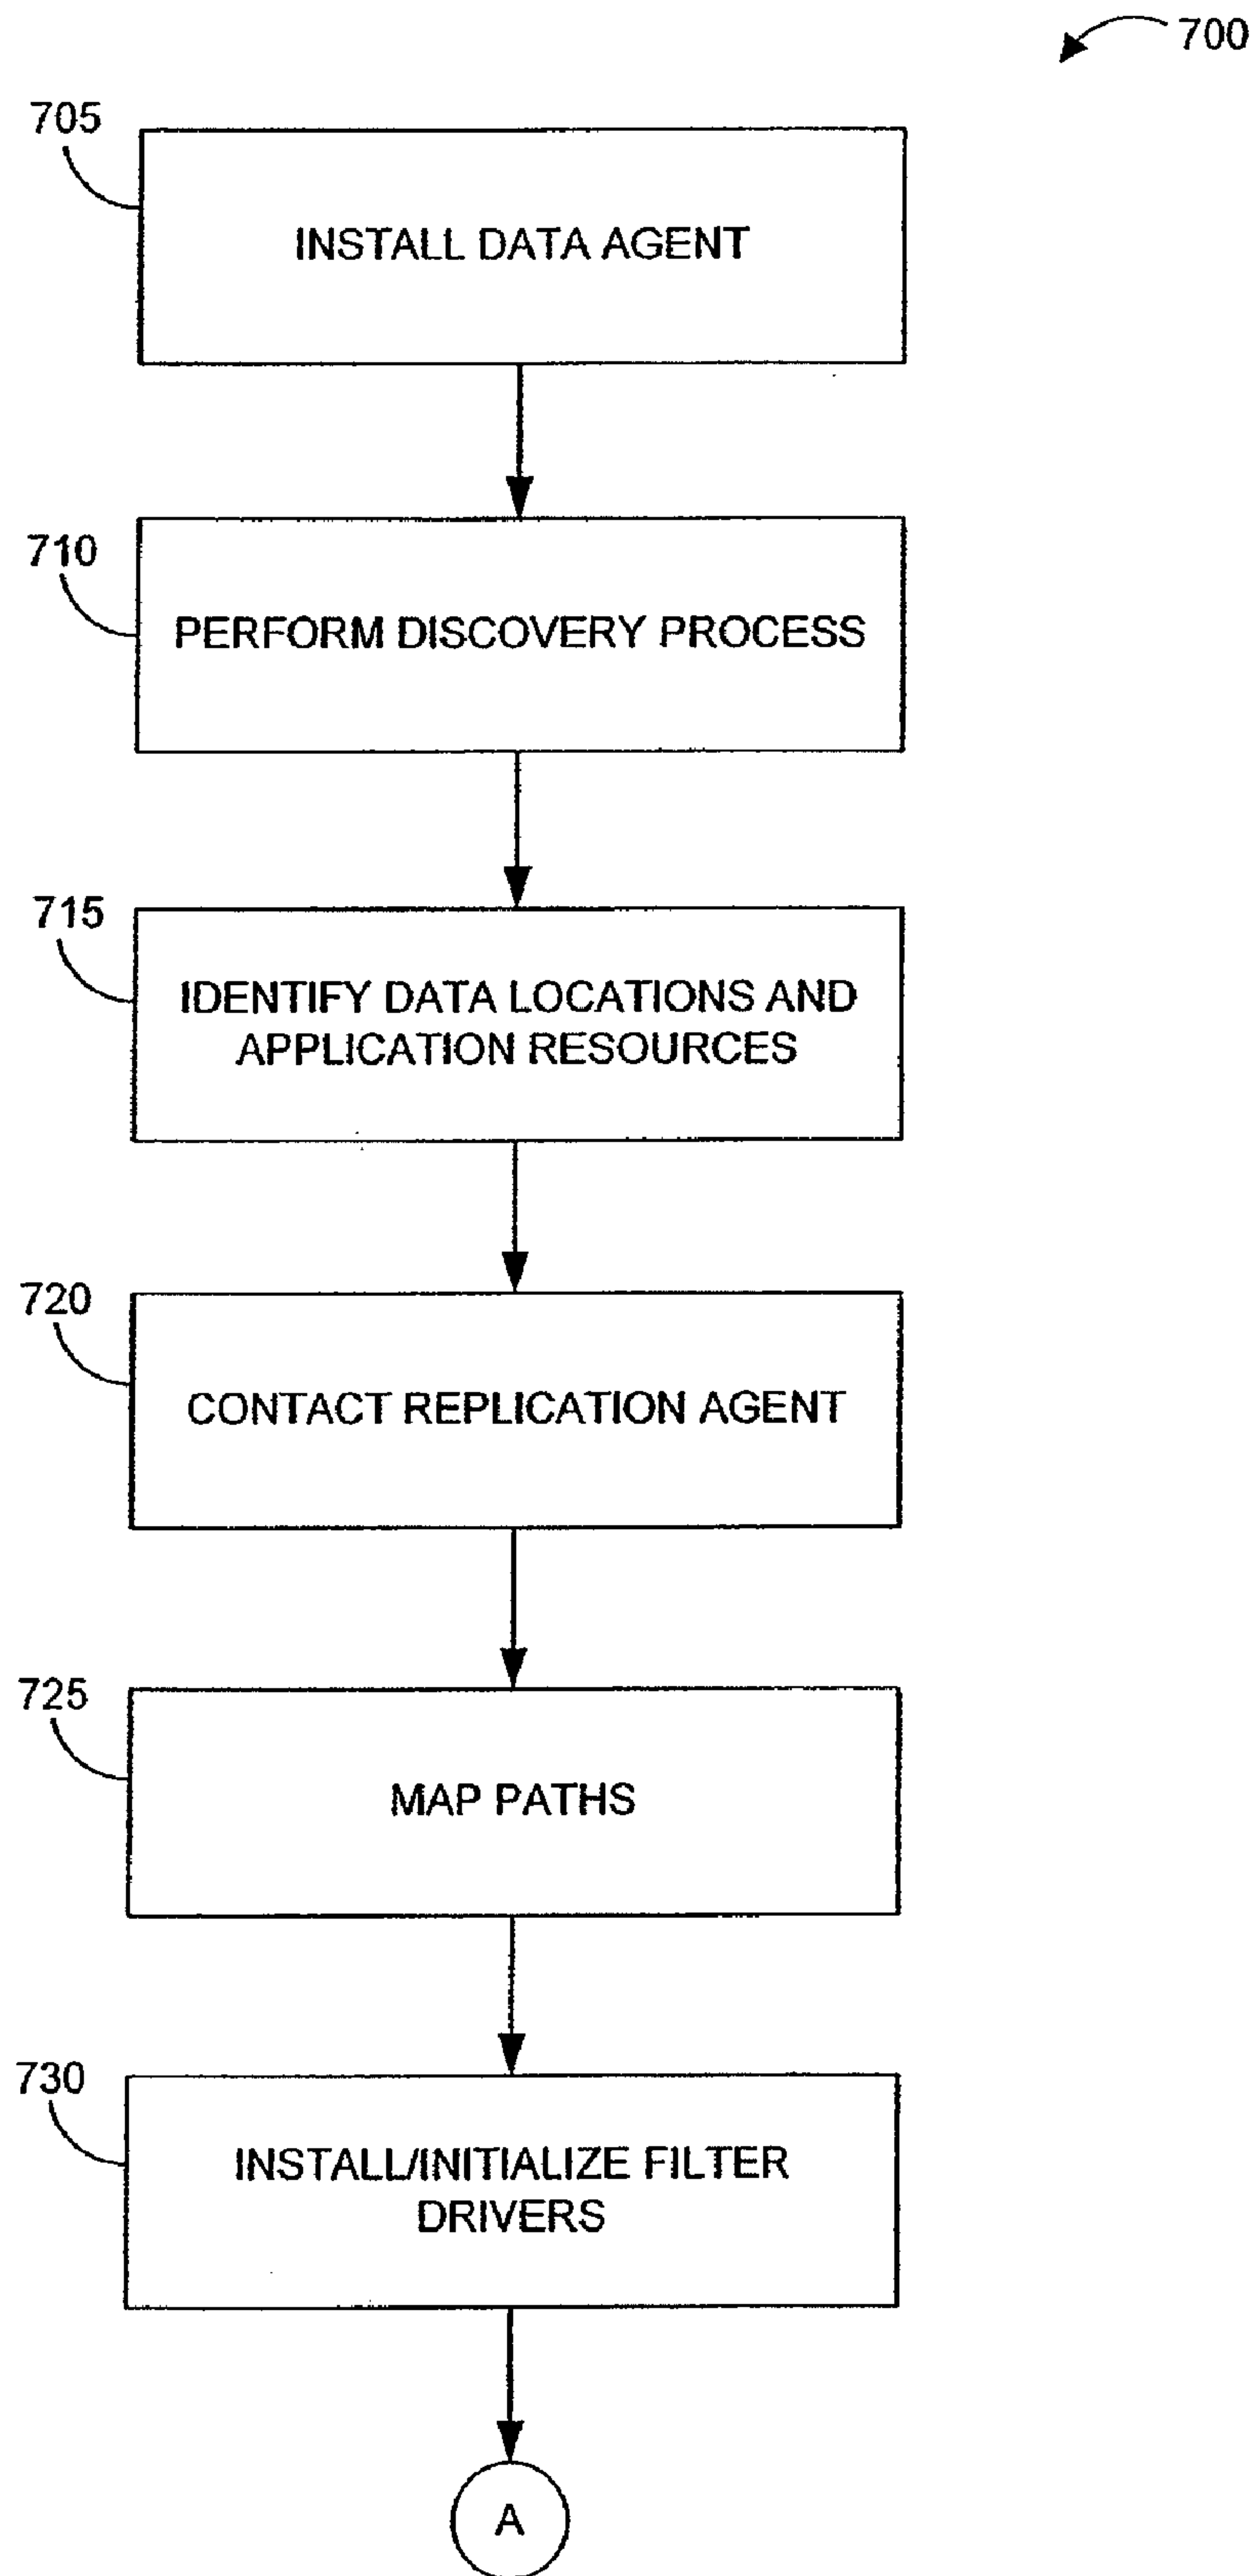 700
705
INSTALL DATA AGENT
710
PERFORM DISCOVERY PROCESS
715
IDENTIFY DATA LOCATIONS AND
APPLICATION RESOURCES
720
CONTACT REPLICATION AGENT
725
MAP PATHS
730
INSTALL/INITIALIZE FILTER
DRIVERS
A